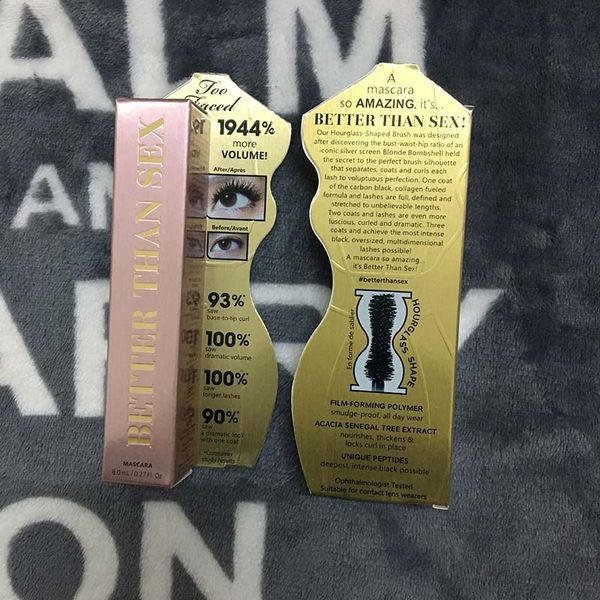 Too
Faced
1944%
more
VOLUME!
After/Après
Before/Avant
93%*
saw
base-to-tip curl
100%*
saw
dramatic volume
100%*
saw
longer lashes
90%*
saw
a dramatic look
with one coat
*Consumer
study results
BETTER THAN SEX
MASCARA
8.0 mL / 0.27 Fl. Oz
A
mascara
so AMAZING, it's...
BETTER THAN SEX!
Our Hourglass-Shaped Brush was designed
after discovering the bust-waist-hip ratio of an
iconic silver screen Blonde Bombshell held
the secret to the perfect brush silhouette
that separates, coats and curls each
lash to voluptuous perfection. One coat
of the carbon black, collagen-fueled
formula and lashes are full, defined and
stretched to unbelievable lengths.
Two coats and lashes are even more
luscious, curled and dramatic. Three
coats and achieve the most intense
black, oversized, multidimensional
lashes possible!
A mascara so amazing...
it's Better Than Sex!
#betterthansex
En forme de sablier
HOURGLASS SHAPE
FILM-FORMING POLYMER
smudge-proof, all day wear
ACACIA SENEGAL TREE EXTRACT
nourishes, thickens &
locks curl in place
UNIQUE PEPTIDES
deepest, intense black possible
Ophthalmologist Tested
Suitable for contact lens wearers
ALM
AN
ARRY
ON